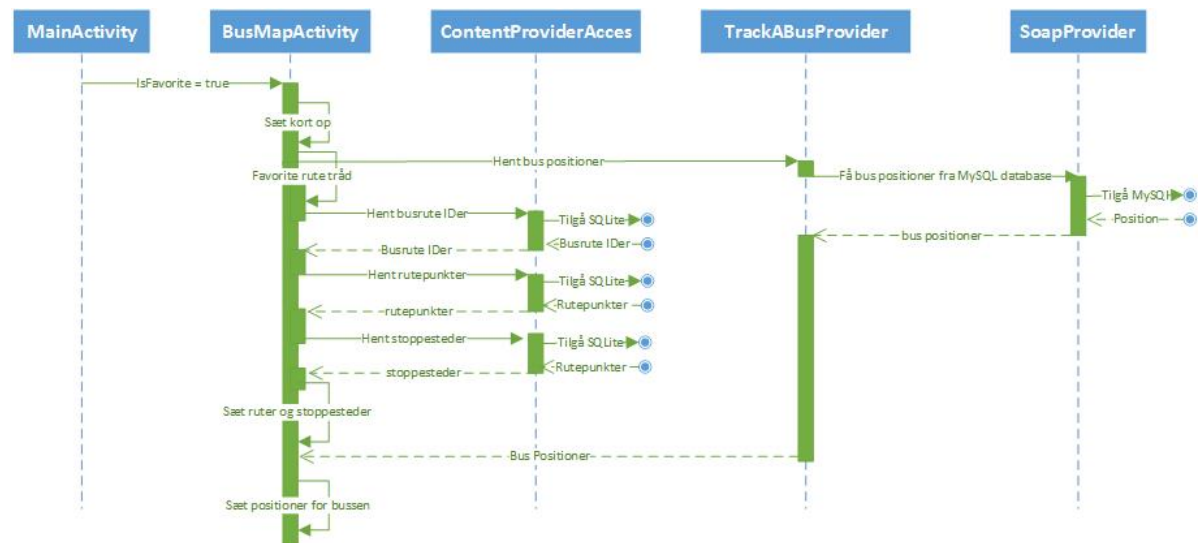 MainActivity
BusMapActivity
ContentProviderAcces
TrackABusProvider
SoapProvider
IsFavorite = true
Sæt kort op
Hent bus positioner
Favorite rute tråd
Få bus positioner fra MySQL database
Tilgå MySQL
Hent busrute IDer
Tilgå SQLite
Position
bus positioner
Busrute IDer
Busrute IDer
Hent rutepunkter
Tilgå SQLite
rutepunkter
Rutepunkter
Hent stoppesteder
Tilgå SQLite
stoppesteder
Rutepunkter
Sæt ruter og stoppesteder
Bus Positioner
Sæt positioner for bussen